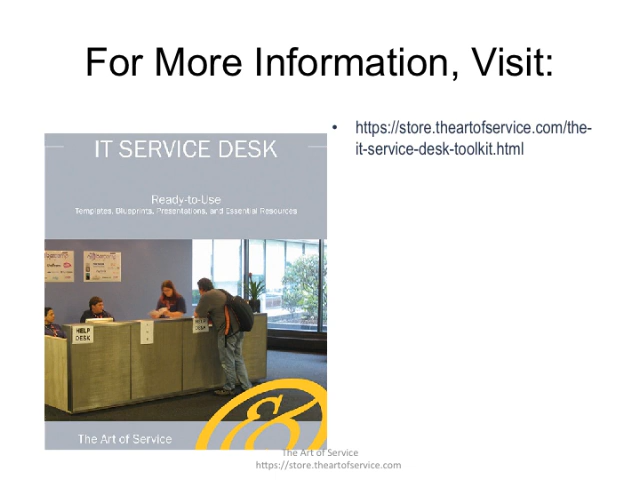 For More Information, Visit:
• https://store.theartofservice.com/the-
it-service-desk-toolkit.html
IT SERVICE DESK
Ready-to-Use
Templates, Blueprints, Presentations, and Essential Resources
HELP
DESK
HELP
DESK
The Art of Service
The Art of Service
https://store.theartofservice.com